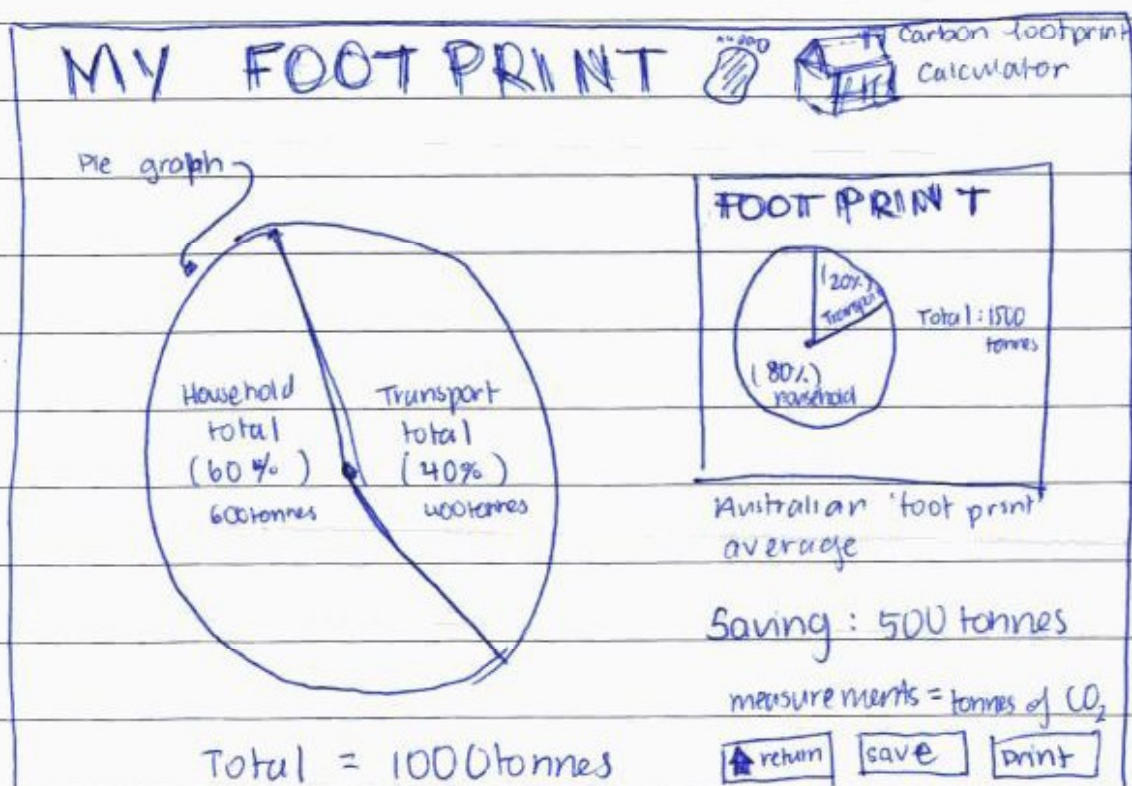 MY FOOTPRINT
Carbon footprint
Calculator
Pie graph
Household
total
(60%)
600tonnes
Transport
total
(40%)
400tonnes
FOOTPRINT
(20%)
Transport
(80%)
household
Total: 1500
tonnes
Australian 'foot print'
average
Saving: 500 tonnes
measurements = tonnes of CO₂
Total = 1000tonnes
return
save
print